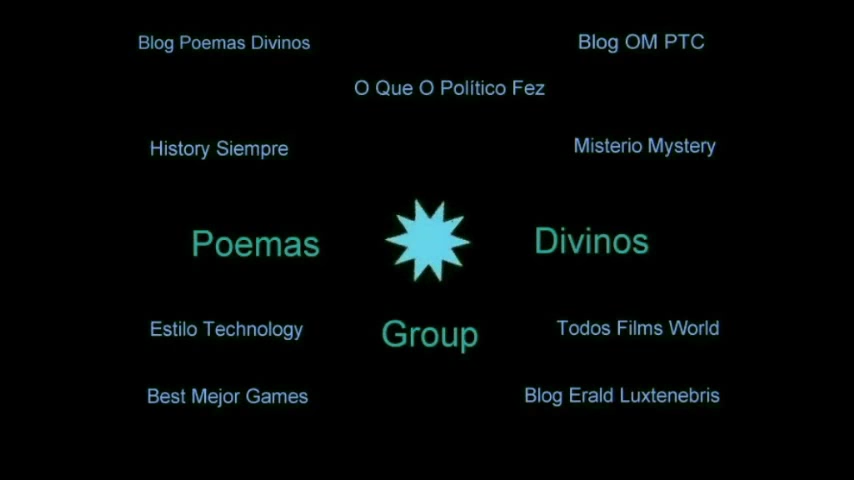 Blog Poemas Divinos
Blog OM PTC
O Que O Político Fez
History Siempre
Misterio Mystery
Poemas
Divinos
Group
Estilo Technology
Todos Films World
Best Mejor Games
Blog Erald Luxtenebris